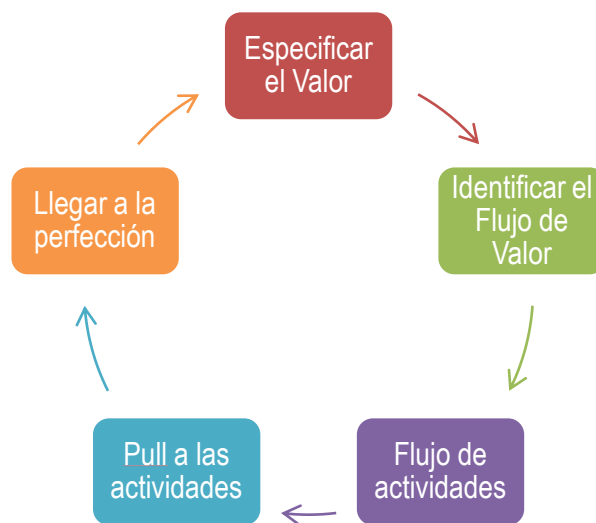 Especificar
el Valor
Identificar el
Flujo de
Valor
Flujo de
actividades
Pull a las
actividades
Llegar a la
perfección